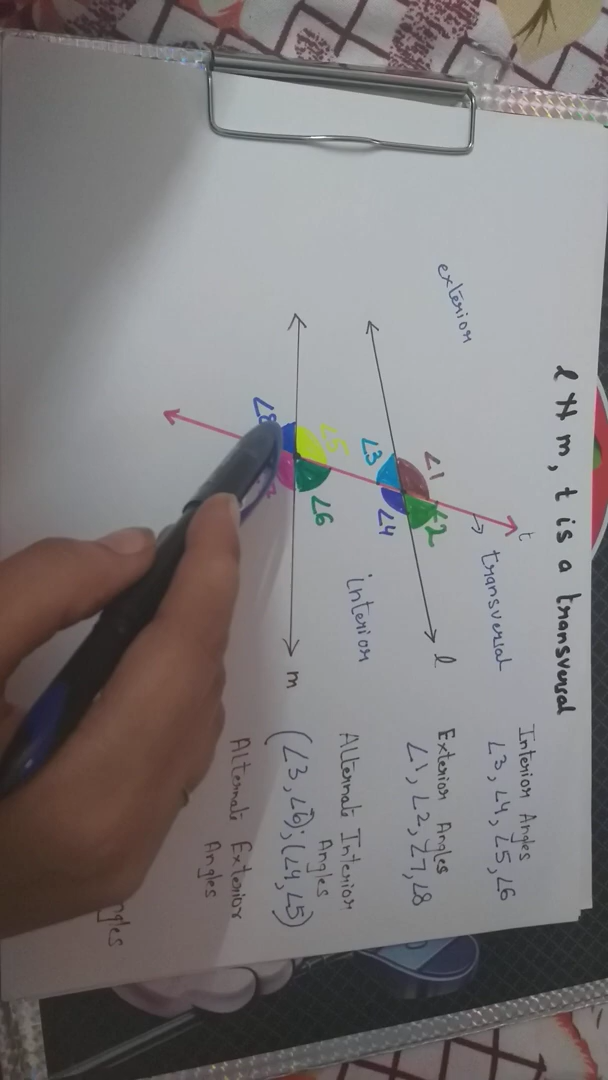 l ∦ m, t is a transversal
t
transversal
exterior
∠1
∠2
∠3
∠4
l
interior
∠5
∠6
∠8
m
Interior Angles
∠3, ∠4, ∠5, ∠6
Exterior Angles
∠1, ∠2, ∠7, ∠8
Alternate Interior
Angles
(∠3, ∠6); (∠4, ∠5)
Alternate Exterior
Angles